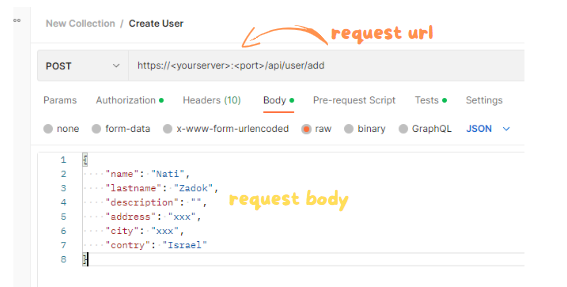 New Collection / Create User
request url
POST https://<yourserver>:<port>/api/user/add
Params Authorization Headers (10) Body Pre-request Script Tests Settings
none form-data x-www-form-urlencoded raw binary GraphQL JSON
1 {
2 "name": "Nati",
3 "lastname": "Zadok",
4 "description": "",
request body
5 "address": "xxx",
6 "city": "xxx",
7 "contry": "Israel"
8 }